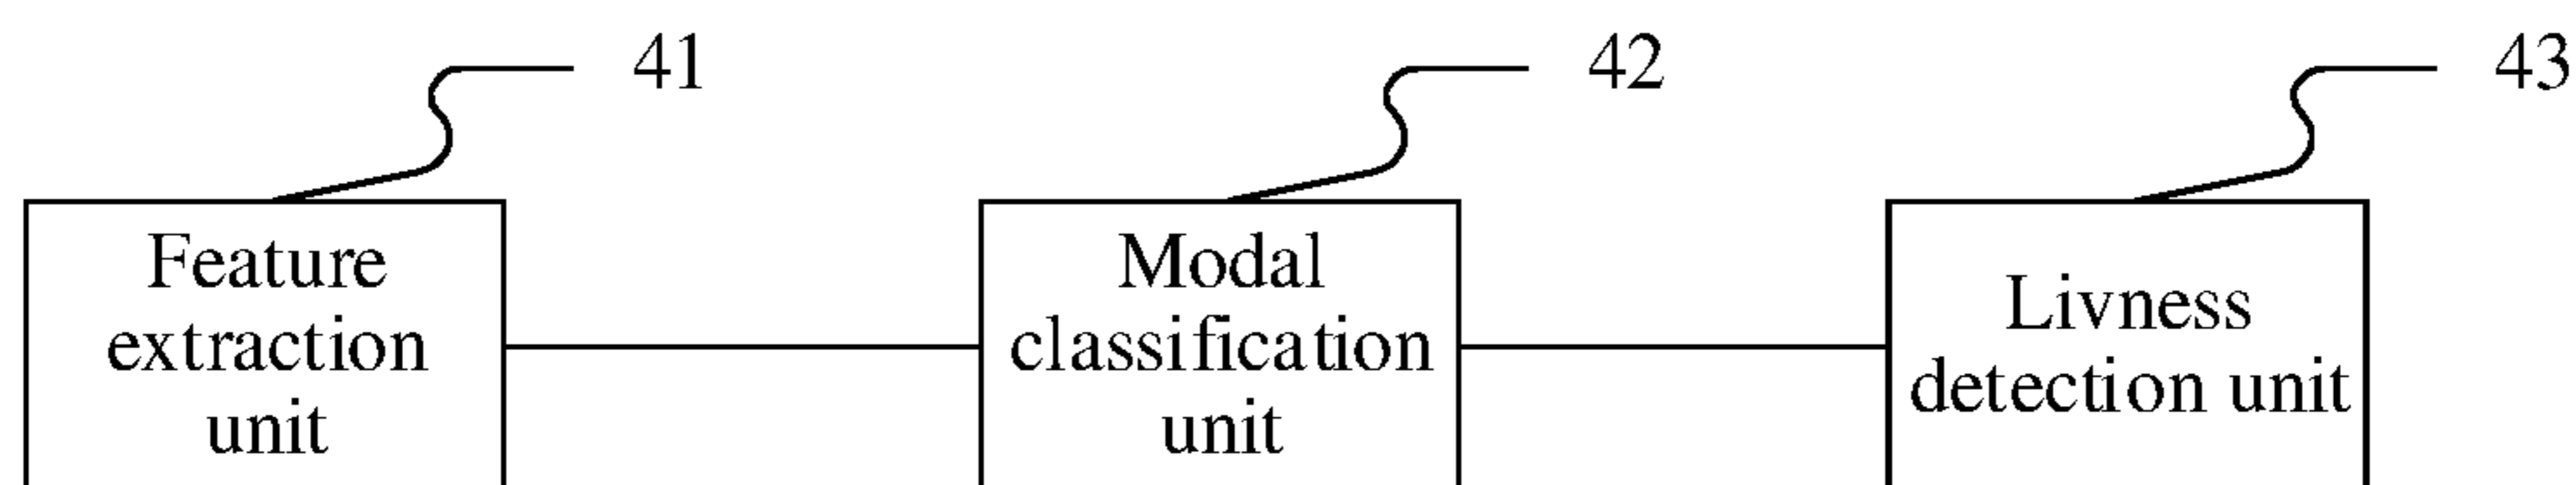 41
42
43
Feature
extraction
unit
Modal
classification
unit
Livness
detection unit